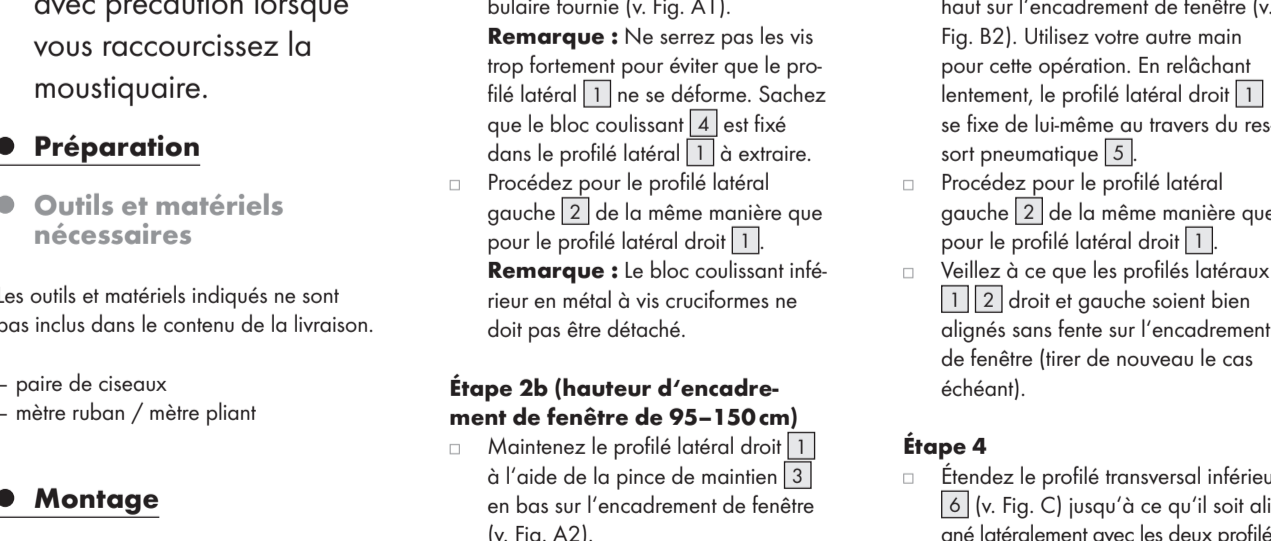 avec précaution lorsque
vous raccourcissez la
moustiquaire.
● Préparation
● Outils et matériels
nécessaires
Les outils et matériels indiqués ne sont
pas inclus dans le contenu de la livraison.
– paire de ciseaux
– mètre ruban / mètre pliant
● Montage
bulaire fournie (v. Fig. A1).
Remarque : Ne serrez pas les vis
trop fortement pour éviter que le pro-
filé latéral 1 ne se déforme. Sachez
que le bloc coulissant 4 est fixé
dans le profilé latéral 1 à extraire.
□ Procédez pour le profilé latéral
gauche 2 de la même manière que
pour le profilé latéral droit 1.
Remarque : Le bloc coulissant infé-
rieur en métal à vis cruciformes ne
doit pas être détaché.
Étape 2b (hauteur d‘encadre-
ment de fenêtre de 95–150 cm)
□ Maintenez le profilé latéral droit 1
à l’aide de la pince de maintien 3
en bas sur l’encadrement de fenêtre
(v. Fig. A2).
haut sur l’encadrement de fenêtre (v.
Fig. B2). Utilisez votre autre main
pour cette opération. En relâchant
lentement, le profilé latéral droit 1
se fixe de lui-même au travers du res
sort pneumatique 5.
□ Procédez pour le profilé latéral
gauche 2 de la même manière que
pour le profilé latéral droit 1.
□ Veillez à ce que les profilés latéraux
1 2 droit et gauche soient bien
alignés sans fente sur l’encadrement
de fenêtre (tirer de nouveau le cas
échéant).
Étape 4
□ Étendez le profilé transversal inférieu
6 (v. Fig. C) jusqu’à ce qu’il soit ali
gné latéralement avec les deux profilé